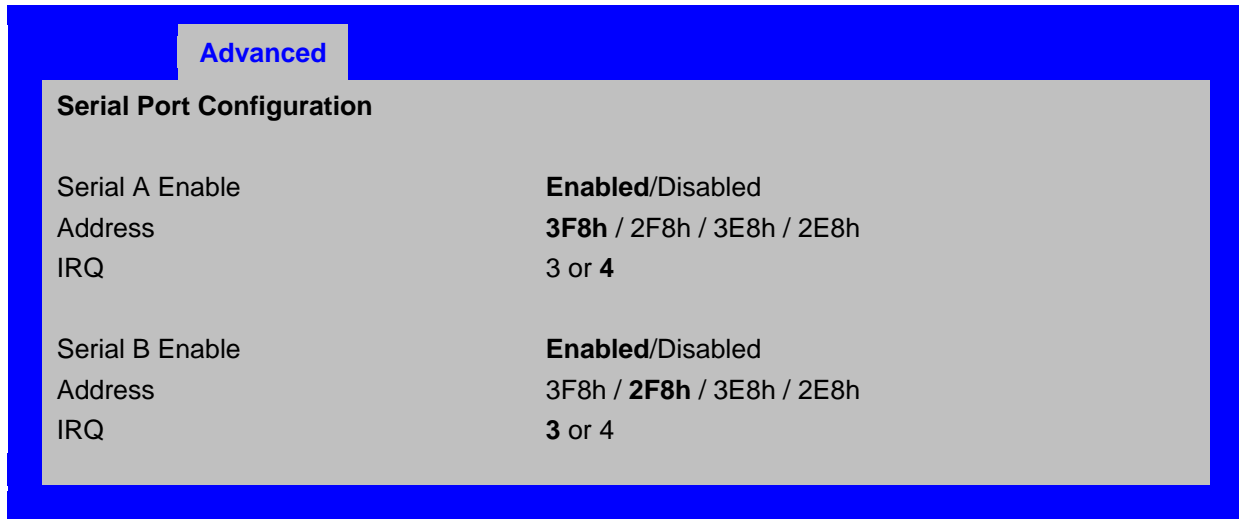 Advanced
Serial Port Configuration
Serial A Enable Enabled/Disabled
Address 3F8h / 2F8h / 3E8h / 2E8h
IRQ 3 or 4
Serial B Enable Enabled/Disabled
Address 3F8h / 2F8h / 3E8h / 2E8h
IRQ 3 or 4